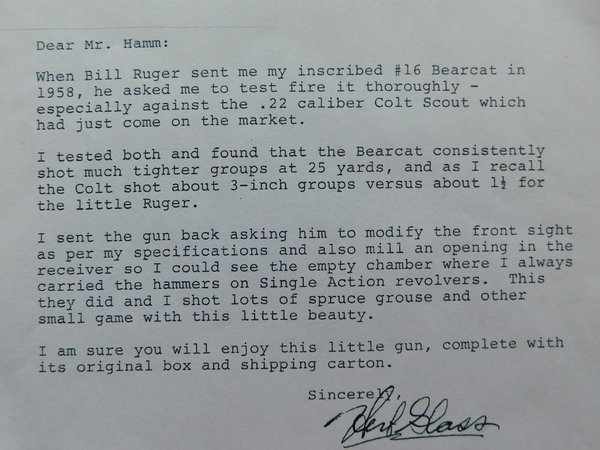 Dear Mr. Hamm:
When Bill Ruger sent me my inscribed #16 Bearcat in
1958, he asked me to test fire it thoroughly -
especially against the .22 caliber Colt Scout which
had just come on the market.
I tested both and found that the Bearcat consistently
shot much tighter groups at 25 yards, and as I recall
the Colt shot about 3-inch groups versus about 1½ for
the little Ruger.
I sent the gun back asking him to modify the front sight
as per my specifications and also mill an opening in the
receiver so I could see the empty chamber where I always
carried the hammers on Single Action revolvers.  This
they did and I shot lots of spruce grouse and other
small game with this little beauty.
I am sure you will enjoy this little gun, complete with
its original box and shipping carton.
Sincerely,
Herb Glass